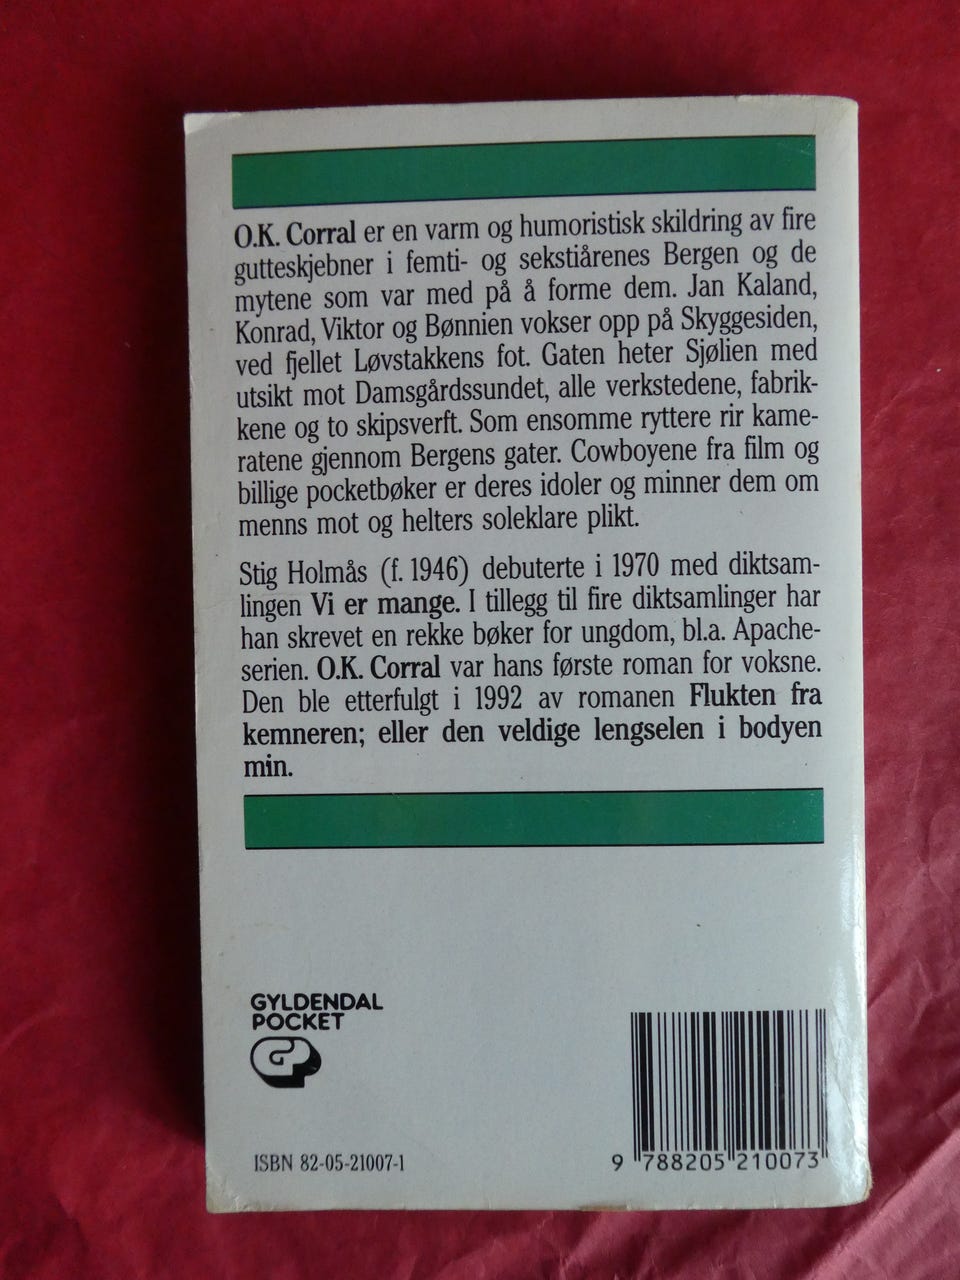 O.K. Corral er en varm og humoristisk skildring av fire
gutteskjebner i femti- og sekstiårenes Bergen og de
mytene som var med på å forme dem. Jan Kaland,
Konrad, Viktor og Bønnien vokser opp på Skyggesiden,
ved fjellet Løvstakkens fot. Gaten heter Sjølien med
utsikt mot Damsgårdssundet, alle verkstedene, fabrik-
kene og to skipsverft. Som ensomme ryttere rir kame-
ratene gjennom Bergens gater. Cowboyene fra film og
billige pocketbøker er deres idoler og minner dem om
menns mot og helters soleklare plikt.
Stig Holmås (f. 1946) debuterte i 1970 med diktsam-
lingen Vi er mange. I tillegg til fire diktsamlinger har
han skrevet en rekke bøker for ungdom, bl.a. Apache-
serien. O.K. Corral var hans første roman for voksne.
Den ble etterfulgt i 1992 av romanen Flukten fra
kemneren; eller den veldige lengselen i bodyen
min.
GYLDENDAL
POCKET
GP
ISBN 82-05-21007-1
9 788205 210073